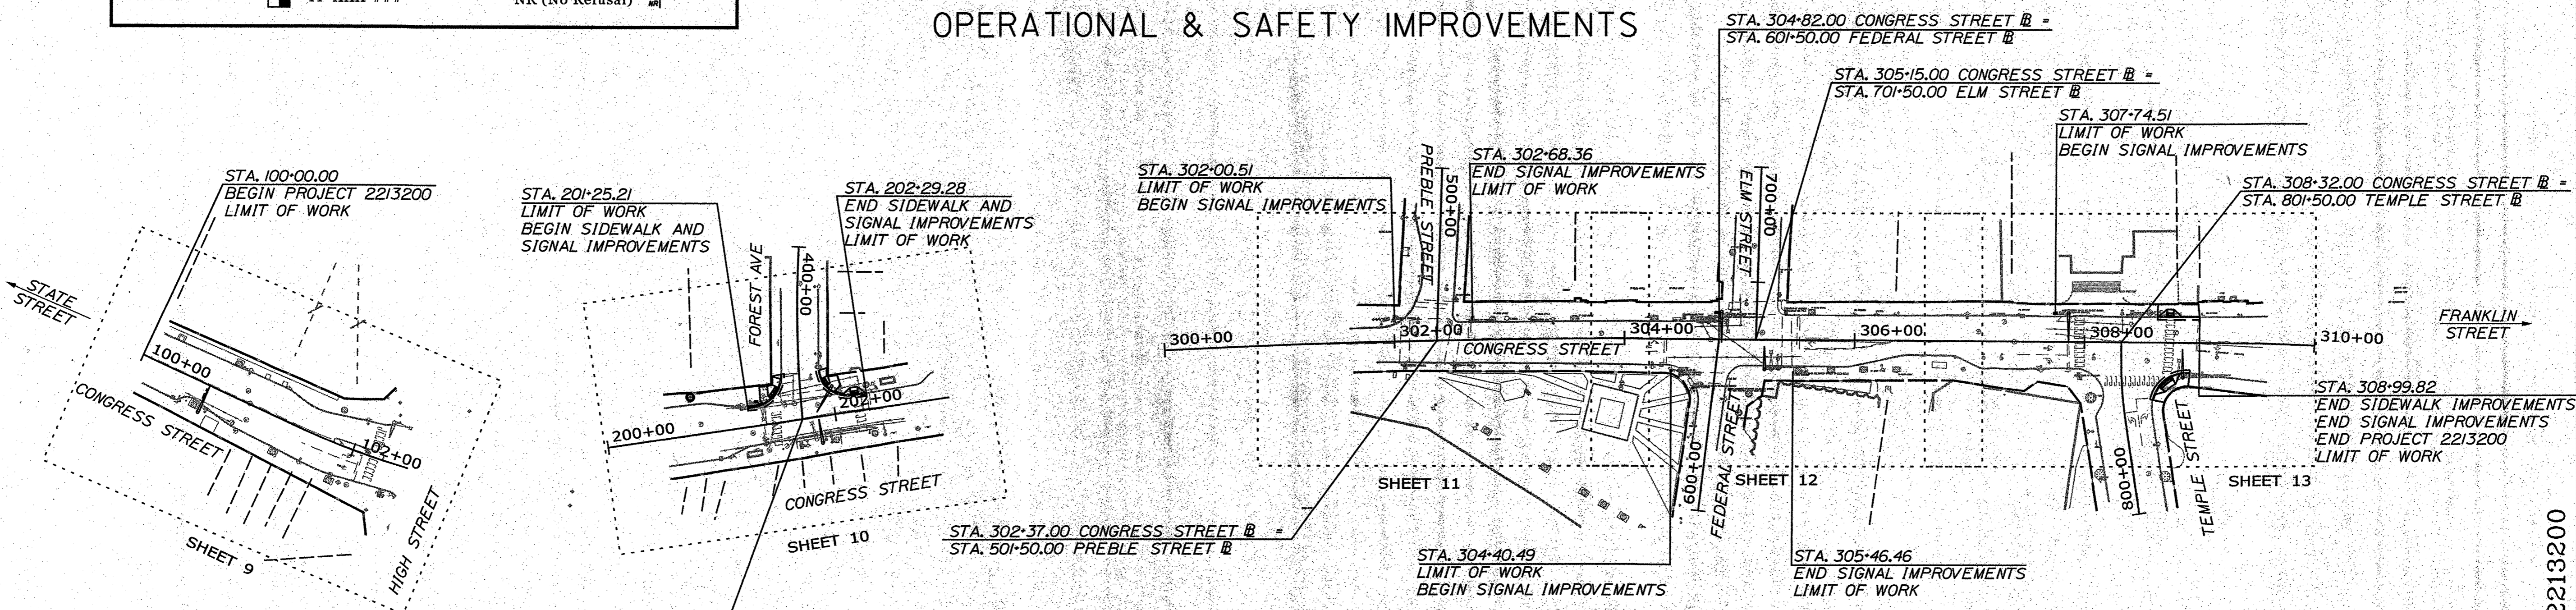 NR (No Refusal)
OPERATIONAL & SAFETY IMPROVEMENTS
STA. 304+82.00 CONGRESS STREET BL =
STA. 601+50.00 FEDERAL STREET BL
STA. 305+15.00 CONGRESS STREET BL =
STA. 701+50.00 ELM STREET BL
STA. 307+74.51
LIMIT OF WORK
BEGIN SIGNAL IMPROVEMENTS
STA. 308+32.00 CONGRESS STREET BL =
STA. 801+50.00 TEMPLE STREET BL
STA. 100+00.00
BEGIN PROJECT 2213200
LIMIT OF WORK
STA. 201+25.21
LIMIT OF WORK
BEGIN SIDEWALK AND
SIGNAL IMPROVEMENTS
STA. 202+29.28
END SIDEWALK AND
SIGNAL IMPROVEMENTS
LIMIT OF WORK
STA. 302+00.51
LIMIT OF WORK
BEGIN SIGNAL IMPROVEMENTS
STA. 302+68.36
END SIGNAL IMPROVEMENTS
LIMIT OF WORK
PREBLE STREET
500+00
ELM STREET
700+00
FOREST AVE
400+00
STATE
STREET
100+00
CONGRESS STREET
102+00
HIGH STREET
SHEET 9
200+00
202+00
CONGRESS STREET
SHEET 10
300+00
302+00
CONGRESS STREET
304+00
306+00
308+00
310+00
FRANKLIN
STREET
SHEET 11
600+00
FEDERAL STREET
SHEET 12
800+00
TEMPLE STREET
SHEET 13
STA. 308+99.82
END SIDEWALK IMPROVEMENTS
END SIGNAL IMPROVEMENTS
END PROJECT 2213200
LIMIT OF WORK
STA. 302+37.00 CONGRESS STREET BL =
STA. 501+50.00 PREBLE STREET BL
STA. 304+40.49
LIMIT OF WORK
BEGIN SIGNAL IMPROVEMENTS
STA. 305+46.46
END SIGNAL IMPROVEMENTS
LIMIT OF WORK
2213200